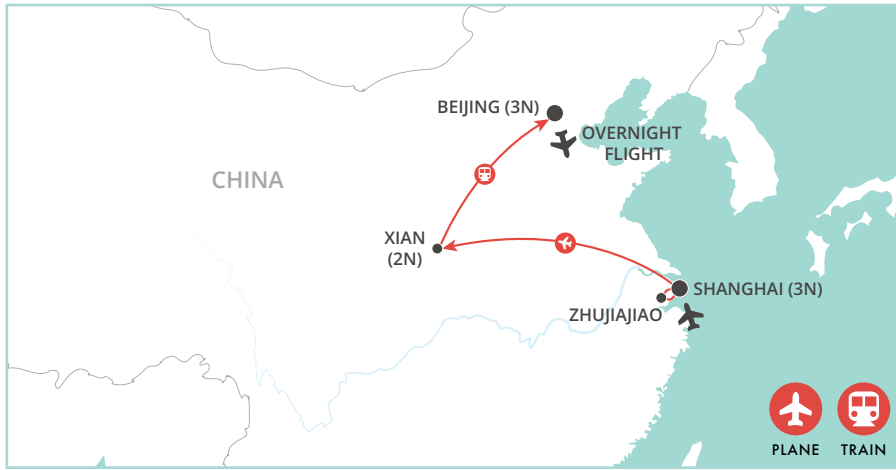 BEIJING (3N)
OVERNIGHT
FLIGHT
CHINA
XIAN
(2N)
SHANGHAI (3N)
ZHUJIAJIAO
PLANE
TRAIN